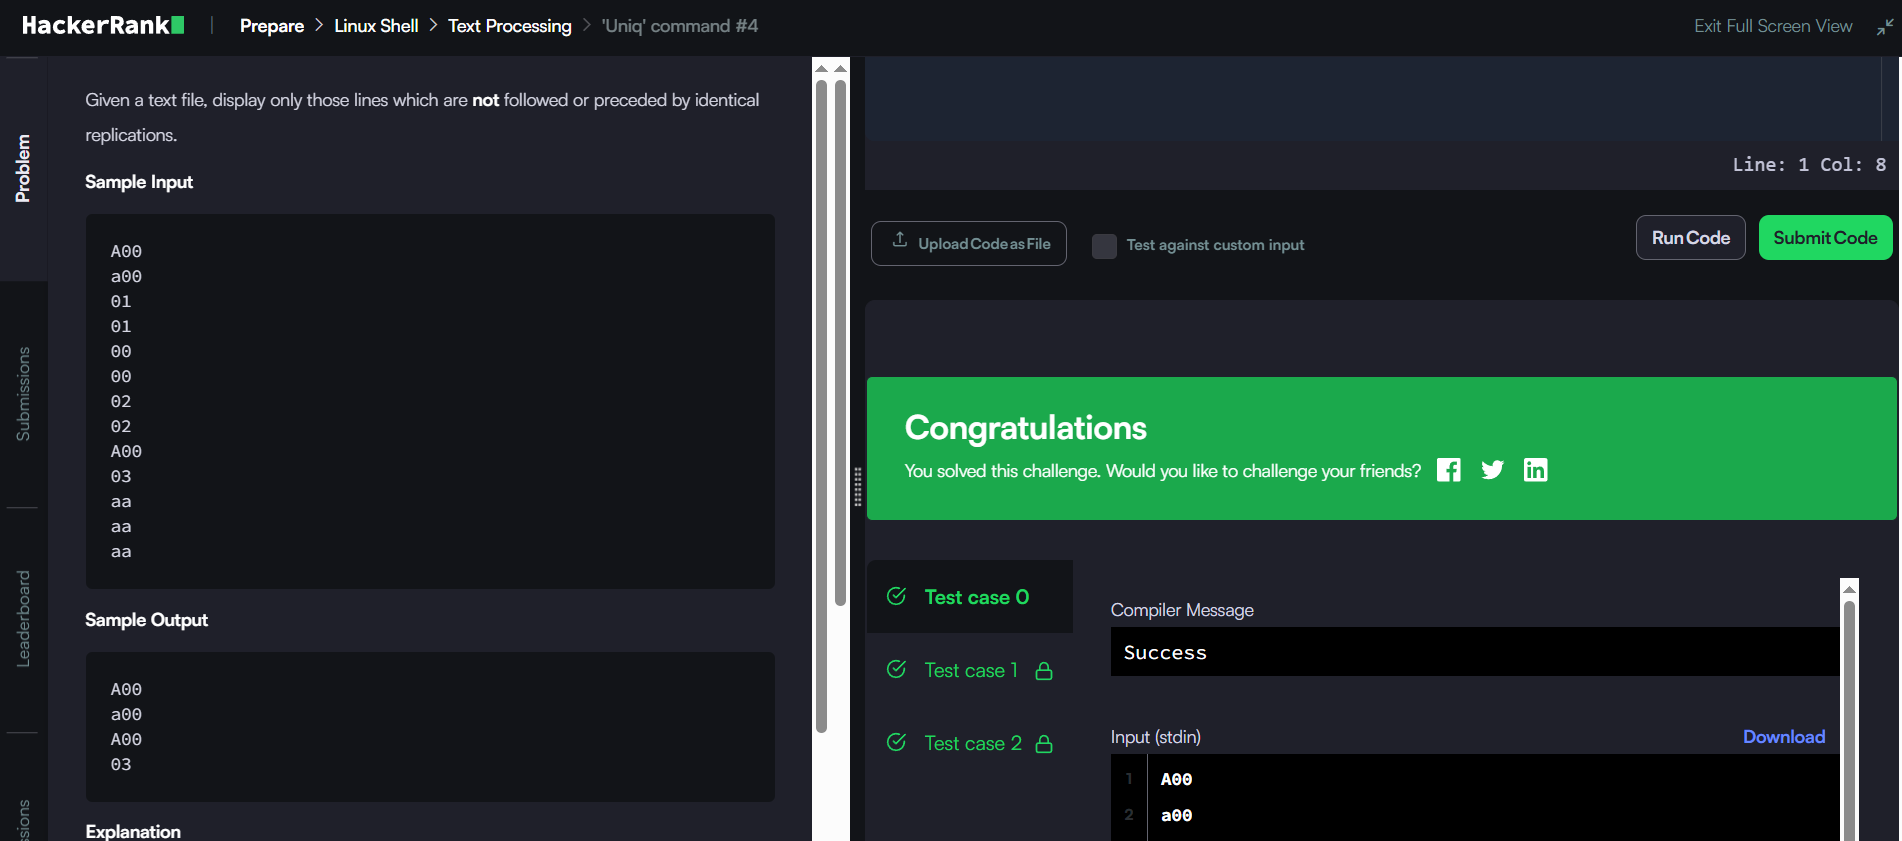 HackerRank
Prepare > Linux Shell > Text Processing > 'Uniq' command #4
Exit Full Screen View
Problem
Submissions
Leaderboard
Given a text file, display only those lines which are not followed or preceded by identical
replications.
Sample Input
A00
a00
01
01
00
00
02
02
A00
03
aa
aa
aa
Sample Output
A00
a00
A00
03
Explanation
Line: 1 Col: 8
Upload Code as File
Test against custom input
Run Code
Submit Code
Congratulations
You solved this challenge. Would you like to challenge your friends?
Test case 0
Test case 1
Test case 2
Compiler Message
Success
Input (stdin)
Download
1 A00
2 a00